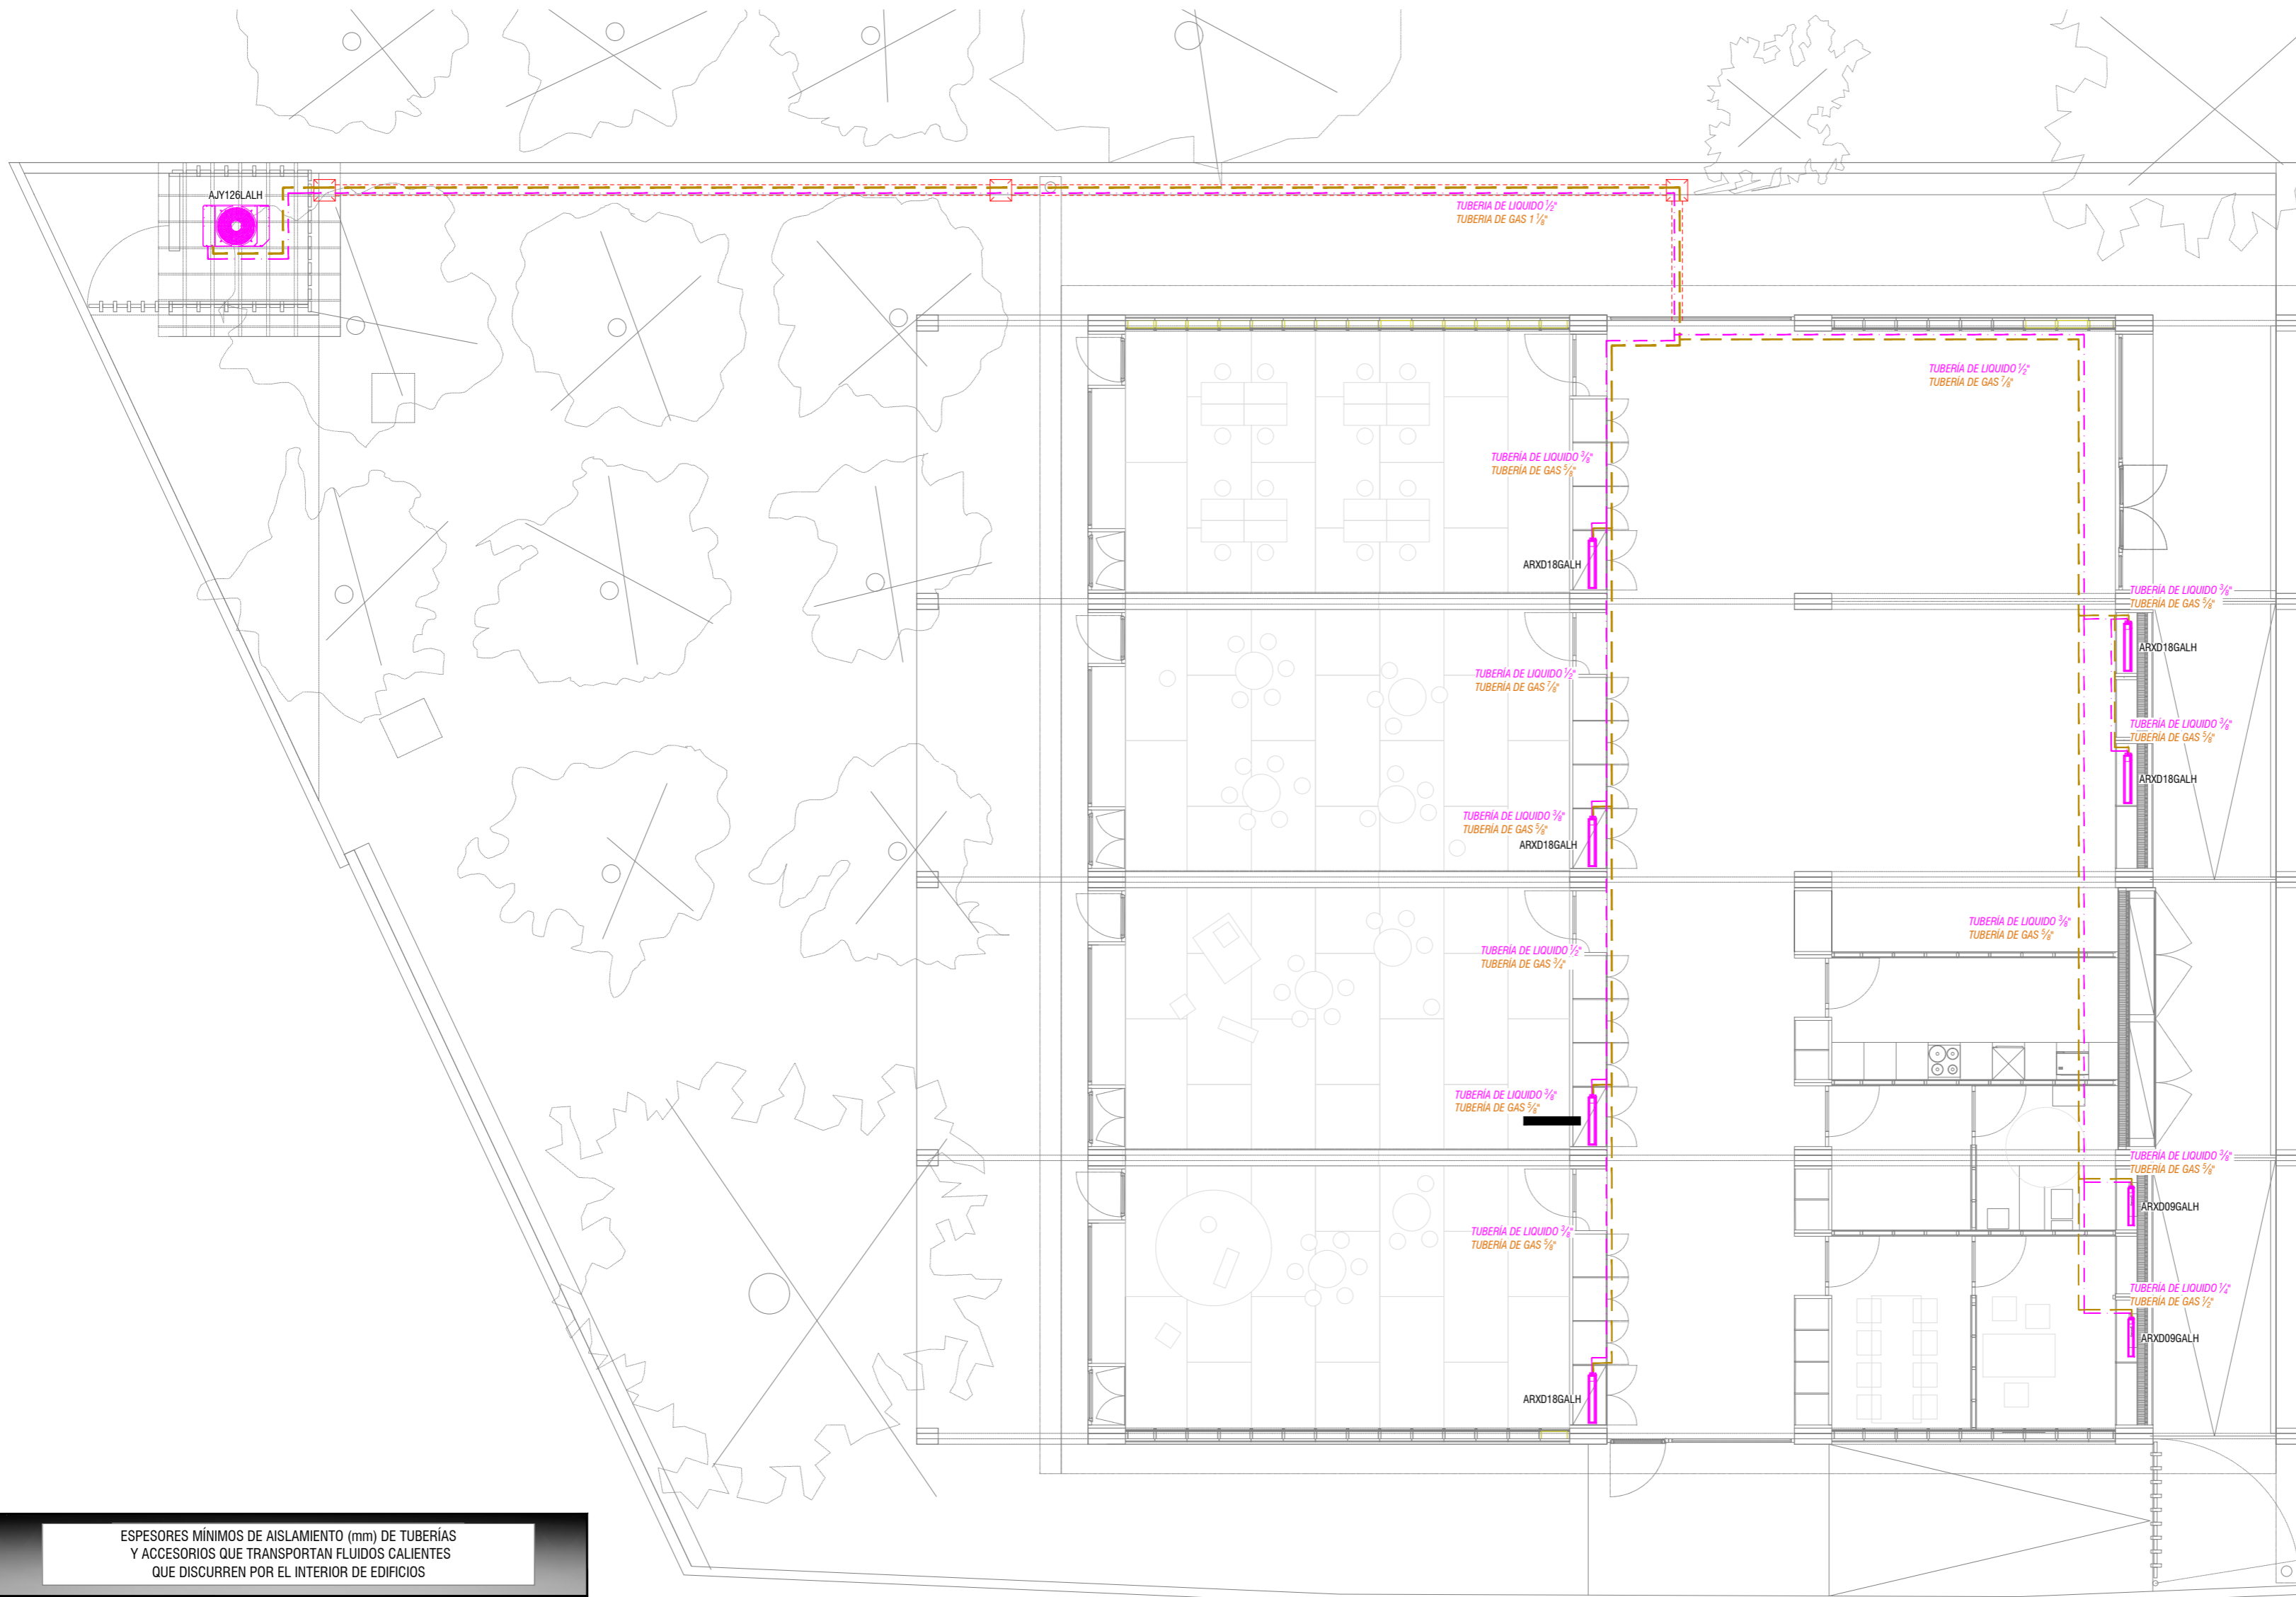 AJY126LALH
TUBERIA DE LIQUIDO 1/2"
TUBERIA DE GAS 1 1/8"
TUBERÍA DE LIQUIDO 1/2"
TUBERÍA DE GAS 7/8"
TUBERÍA DE LIQUIDO 3/8"
TUBERÍA DE GAS 5/8"
ARXD18GALH
TUBERÍA DE LIQUIDO 3/8"
TUBERÍA DE GAS 5/8"
ARXD18GALH
TUBERÍA DE LIQUIDO 1/2"
TUBERÍA DE GAS 7/8"
TUBERÍA DE LIQUIDO 3/8"
TUBERÍA DE GAS 5/8"
ARXD18GALH
TUBERÍA DE LIQUIDO 3/8"
TUBERÍA DE GAS 5/8"
ARXD18GALH
TUBERÍA DE LIQUIDO 3/8"
TUBERÍA DE GAS 5/8"
TUBERÍA DE LIQUIDO 1/2"
TUBERÍA DE GAS 3/4"
TUBERÍA DE LIQUIDO 3/8"
TUBERÍA DE GAS 5/8"
TUBERÍA DE LIQUIDO 3/8"
TUBERÍA DE GAS 5/8"
ARXD09GALH
TUBERÍA DE LIQUIDO 3/8"
TUBERÍA DE GAS 5/8"
TUBERÍA DE LIQUIDO 1/4"
TUBERÍA DE GAS 1/2"
ARXD09GALH
ARXD18GALH
ESPESORES MÍNIMOS DE AISLAMIENTO (mm) DE TUBERÍAS
Y ACCESORIOS QUE TRANSPORTAN FLUIDOS CALIENTES
QUE DISCURREN POR EL INTERIOR DE EDIFICIOS